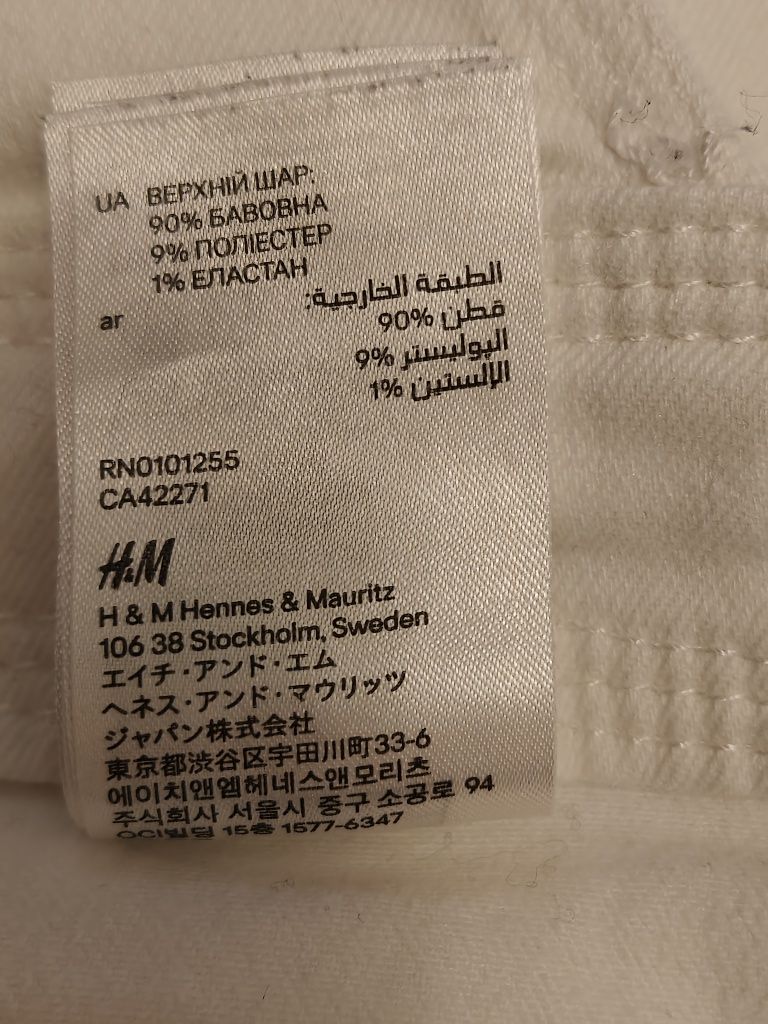 UA ВЕРХНІЙ ШАР:
90% БАВОВНА
9% ПОЛІЕСТЕР
1% ЕЛАСТАН
ar الطبقة الخارجية:
قطن 90%
البوليستر 9%
الإلستين 1%
RN0101255
CA42271
H&M
H & M Hennes & Mauritz
106 38 Stockholm, Sweden
エイチ・アンド・エム
ヘネス・アンド・マウリッツ
ジャパン株式会社
東京都渋谷区宇田川町33-6
에이치앤엠헤네스앤모리츠
주식회사 서울시 중구 소공로 94
OCI빌딩 15층 1577-6347